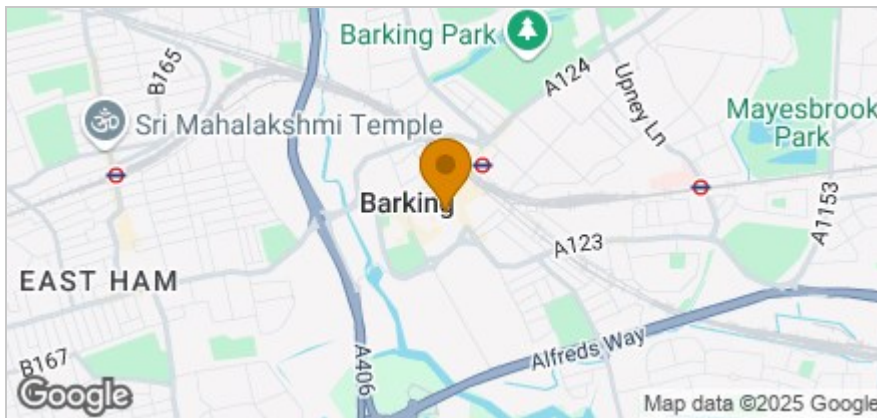 Barking Park
B165
A124
Upney Ln
Mayesbrook
Park
Sri Mahalakshmi Temple
Barking
A1153
A123
EAST HAM
Alfreds Way
A406
B167
Google
Map data ©2025 Google